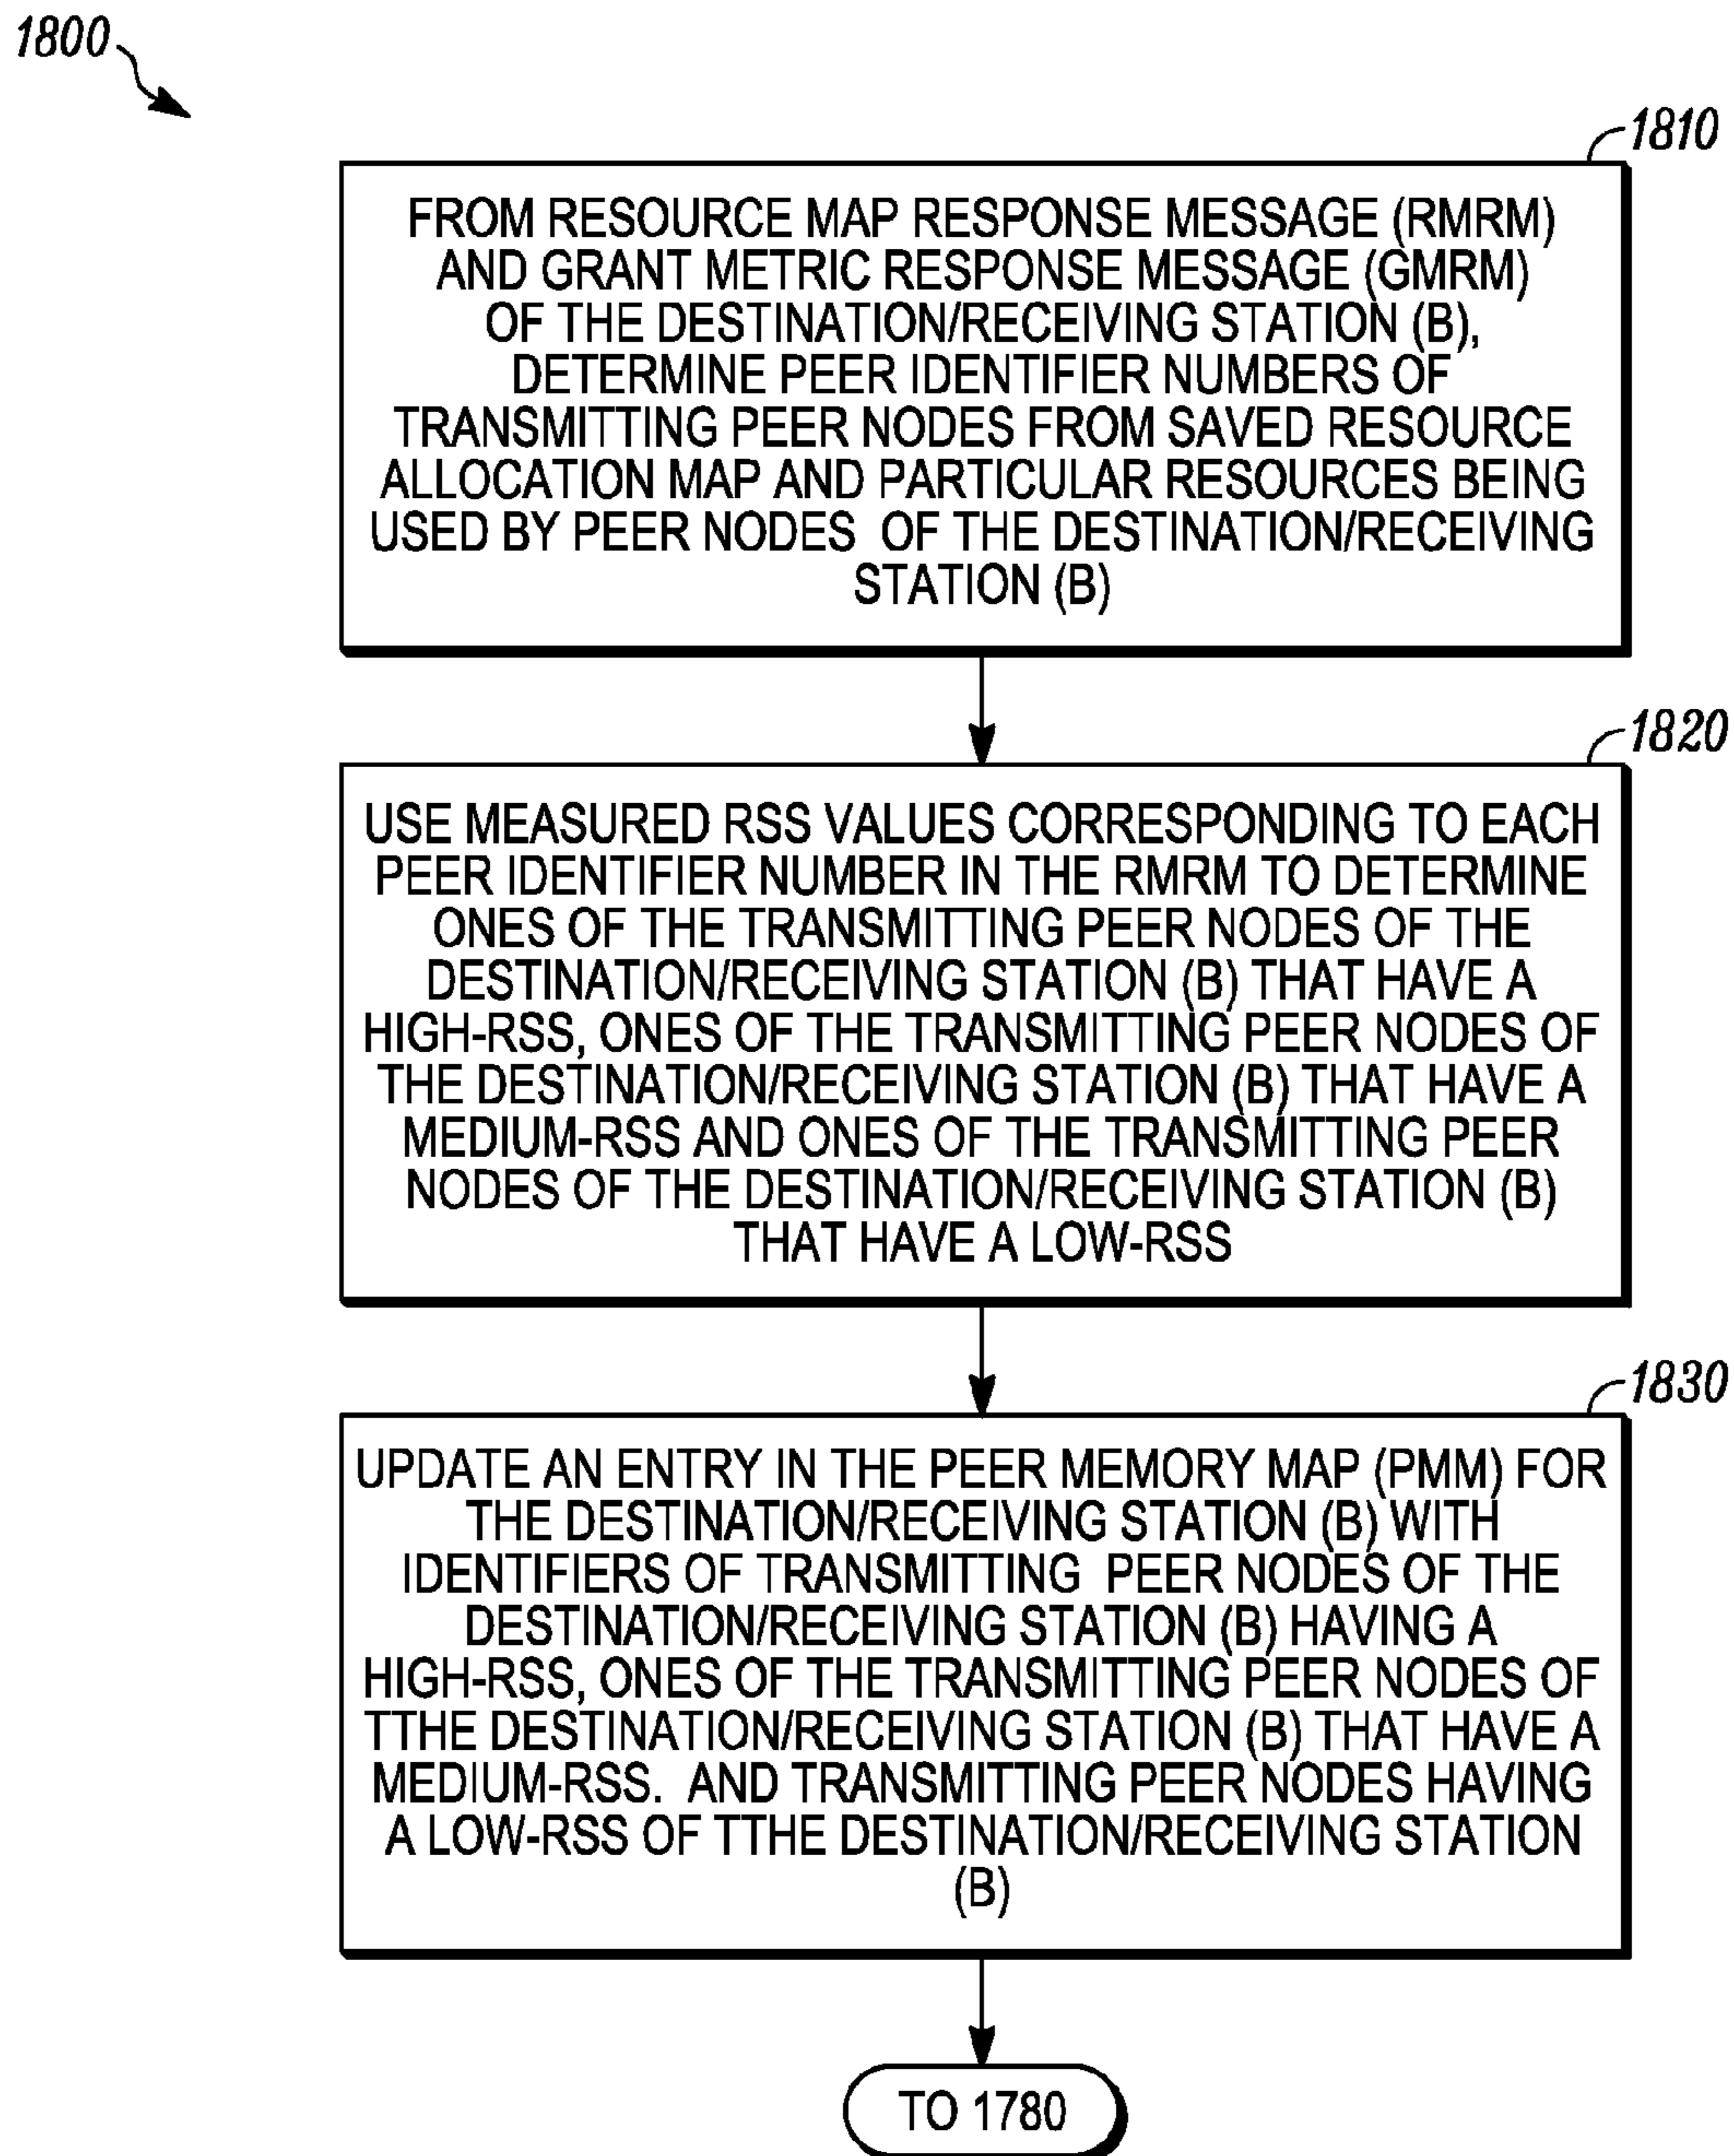 1800
1810
FROM RESOURCE MAP RESPONSE MESSAGE (RMRM)
AND GRANT METRIC RESPONSE MESSAGE (GMRM)
OF THE DESTINATION/RECEIVING STATION (B),
DETERMINE PEER IDENTIFIER NUMBERS OF
TRANSMITTING PEER NODES FROM SAVED RESOURCE
ALLOCATION MAP AND PARTICULAR RESOURCES BEING
USED BY PEER NODES OF THE DESTINATION/RECEIVING
STATION (B)
1820
USE MEASURED RSS VALUES CORRESPONDING TO EACH
PEER IDENTIFIER NUMBER IN THE RMRM TO DETERMINE
ONES OF THE TRANSMITTING PEER NODES OF THE
DESTINATION/RECEIVING STATION (B) THAT HAVE A
HIGH-RSS, ONES OF THE TRANSMITTING PEER NODES OF
THE DESTINATION/RECEIVING STATION (B) THAT HAVE A
MEDIUM-RSS AND ONES OF THE TRANSMITTING PEER
NODES OF THE DESTINATION/RECEIVING STATION (B)
THAT HAVE A LOW-RSS
1830
UPDATE AN ENTRY IN THE PEER MEMORY MAP (PMM) FOR
THE DESTINATION/RECEIVING STATION (B) WITH
IDENTIFIERS OF TRANSMITTING PEER NODES OF THE
DESTINATION/RECEIVING STATION (B) HAVING A
HIGH-RSS, ONES OF THE TRANSMITTING PEER NODES OF
TTHE DESTINATION/RECEIVING STATION (B) THAT HAVE A
MEDIUM-RSS. AND TRANSMITTING PEER NODES HAVING
A LOW-RSS OF TTHE DESTINATION/RECEIVING STATION
(B)
TO 1780